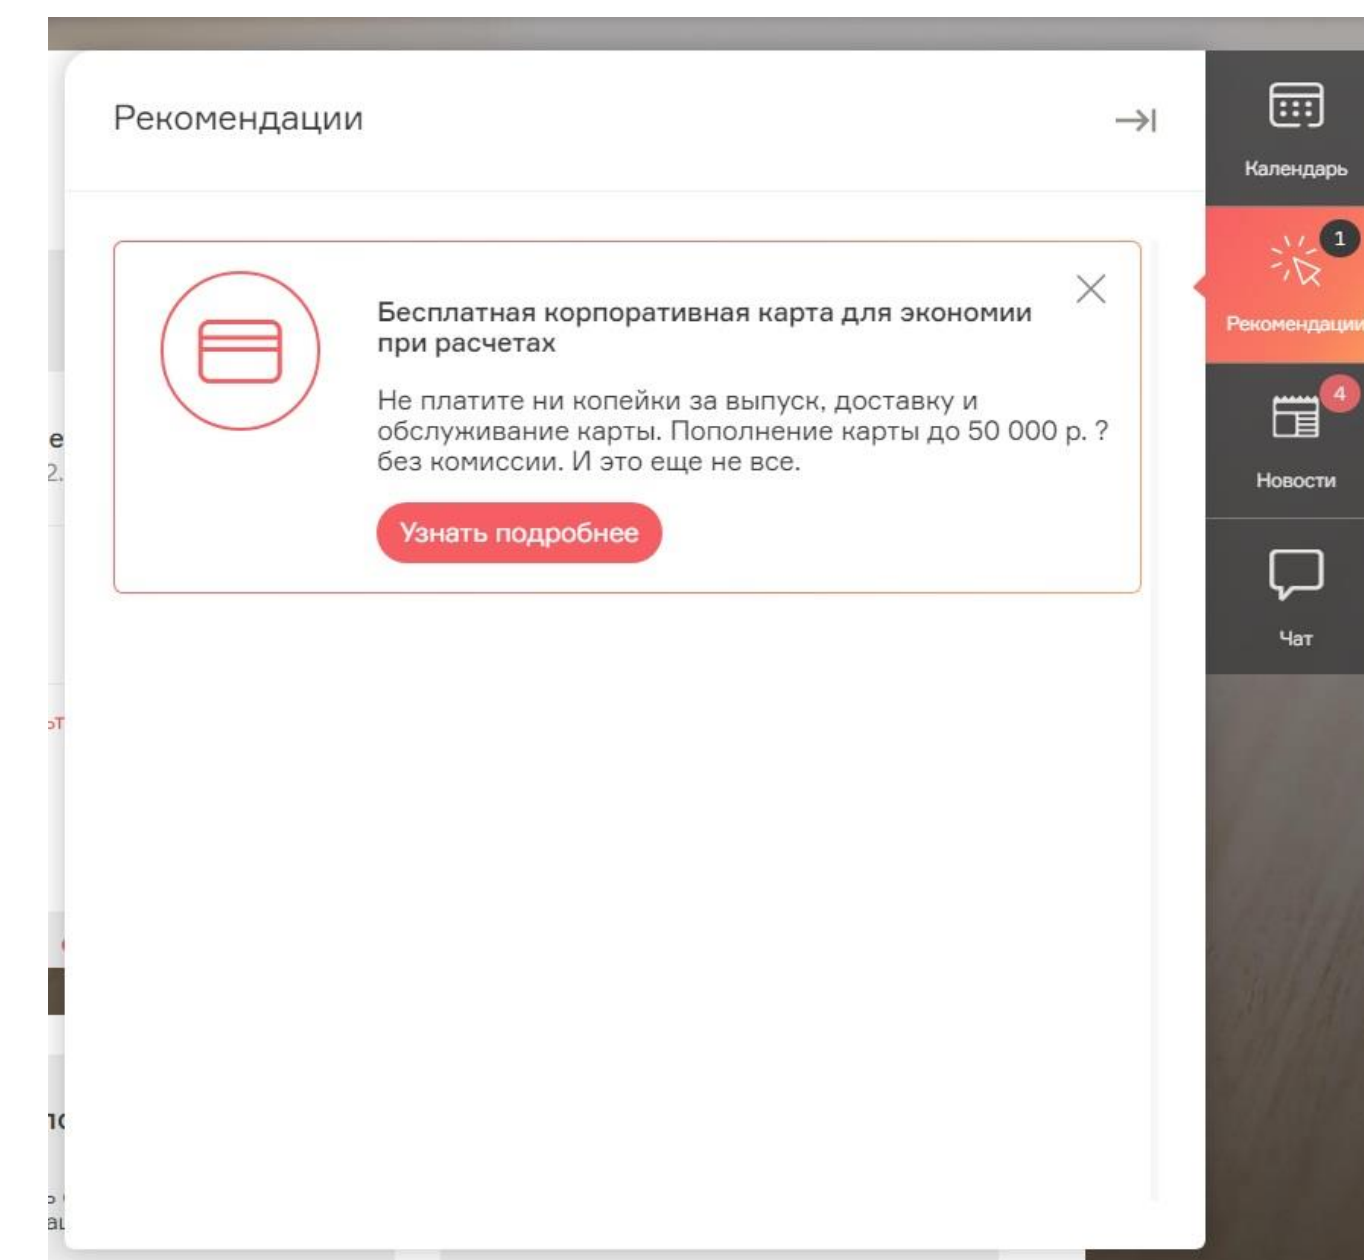 Рекомендации
Календарь
1
Рекомендации
Бесплатная корпоративная карта для экономии
при расчетах
Не платите ни копейки за выпуск, доставку и
обслуживание карты. Пополнение карты до 50 000 р. ?
без комиссии. И это еще не все.
Узнать подробнее
4
Новости
Чат